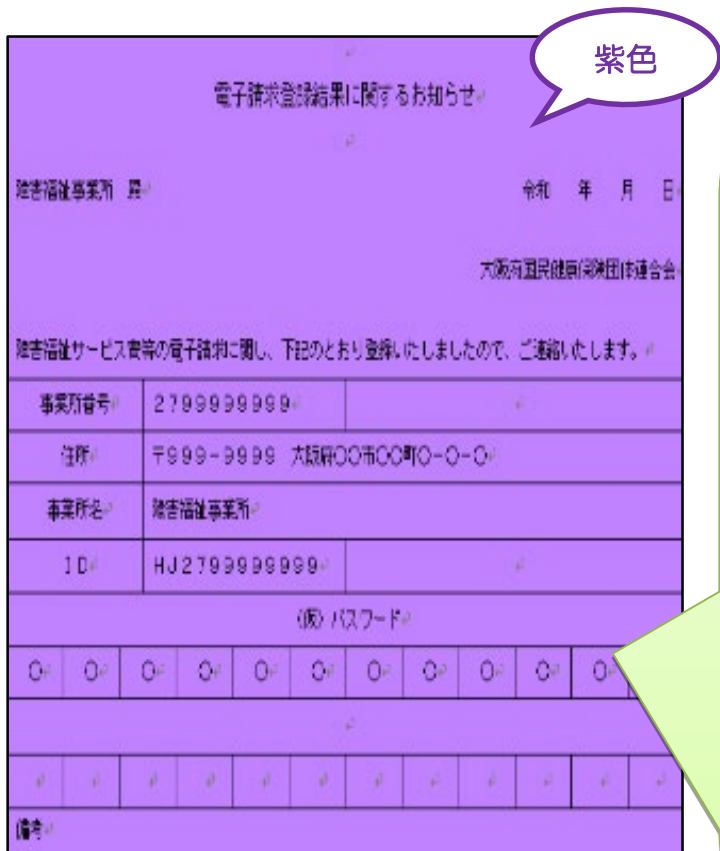 紫色
電子請求登録結果に関するお知らせ
障害福祉事業所 殿
令和 年 月 日
大阪府国民健康保険団体連合会
障害福祉サービス費等の電子請求に関し、下記のとおり登録いたしましたので、ご連絡いたします。
事業所番号 2799999999
住所 〒999-9999 大阪府〇〇市〇〇町〇-〇-〇
事業所名 障害福祉事業所
ID HJ2799999999
(仮) パスワード
〇 〇 〇 〇 〇 〇 〇 〇 〇 〇 〇
備考